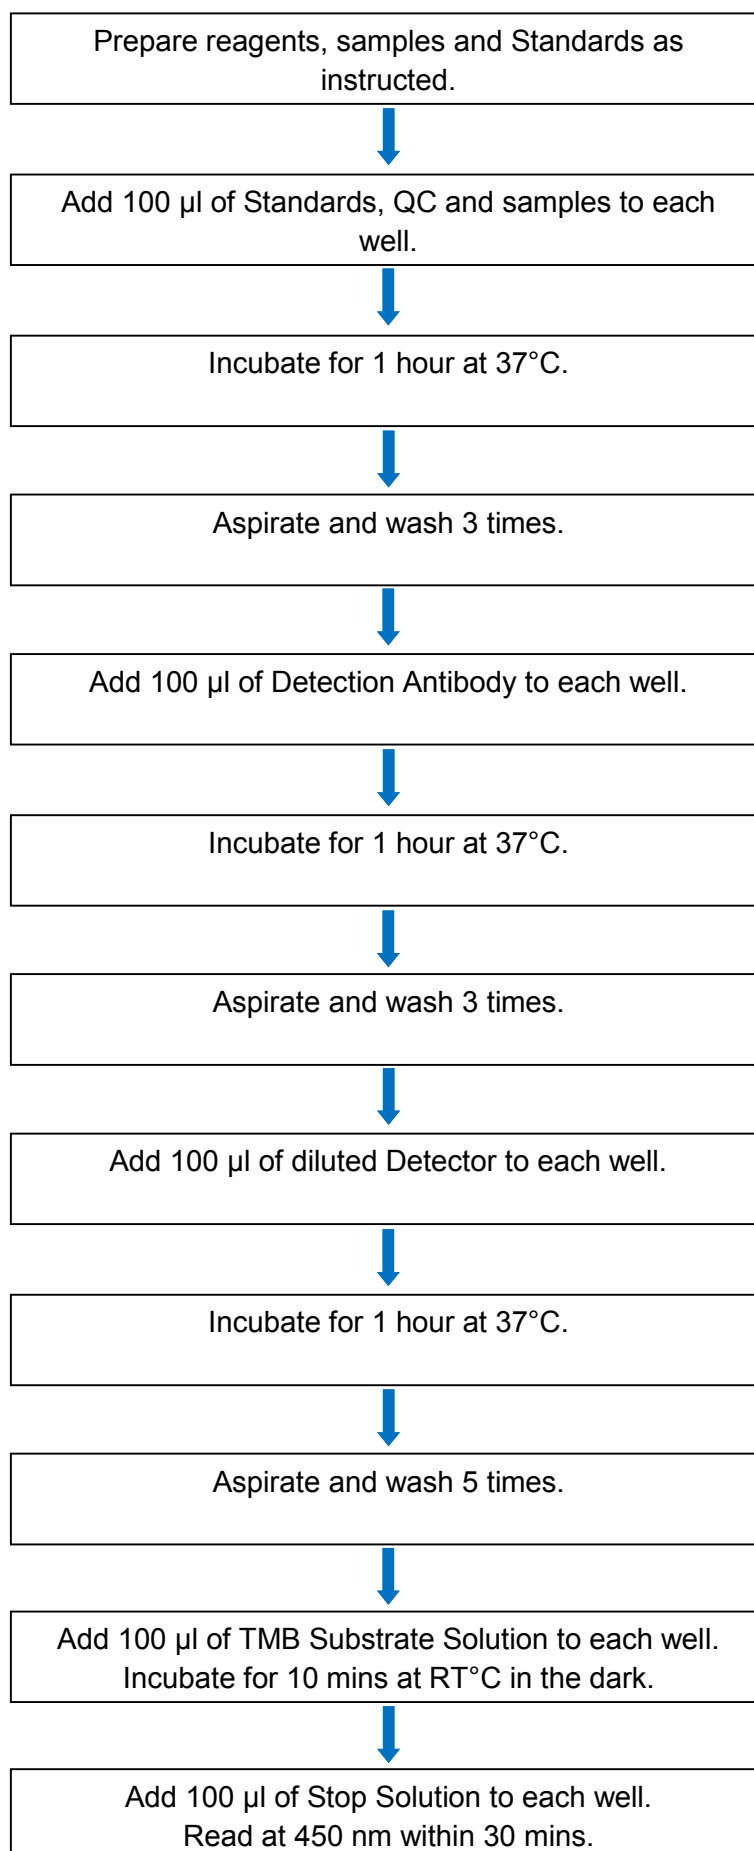 Prepare reagents, samples and Standards as
instructed.
Add 100 µl of Standards, QC and samples to each
well.
Incubate for 1 hour at 37°C.
Aspirate and wash 3 times.
Add 100 µl of Detection Antibody to each well.
Incubate for 1 hour at 37°C.
Aspirate and wash 3 times.
Add 100 µl of diluted Detector to each well.
Incubate for 1 hour at 37°C.
Aspirate and wash 5 times.
Add 100 µl of TMB Substrate Solution to each well.
Incubate for 10 mins at RT°C in the dark.
Add 100 µl of Stop Solution to each well.
Read at 450 nm within 30 mins.